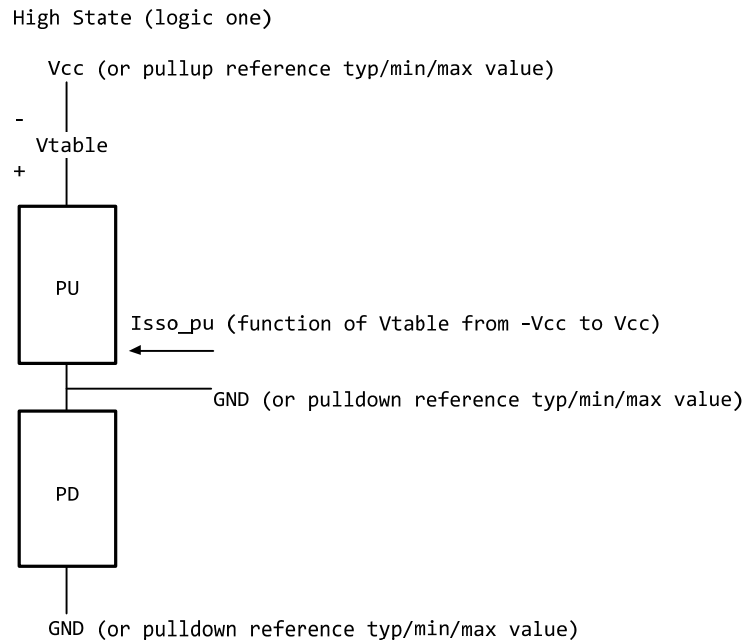 High State (logic one)
Vcc (or pullup reference typ/min/max value)
-
Vtable
+
PU
Isso_pu (function of Vtable from -Vcc to Vcc)
GND (or pulldown reference typ/min/max value)
PD
GND (or pulldown reference typ/min/max value)